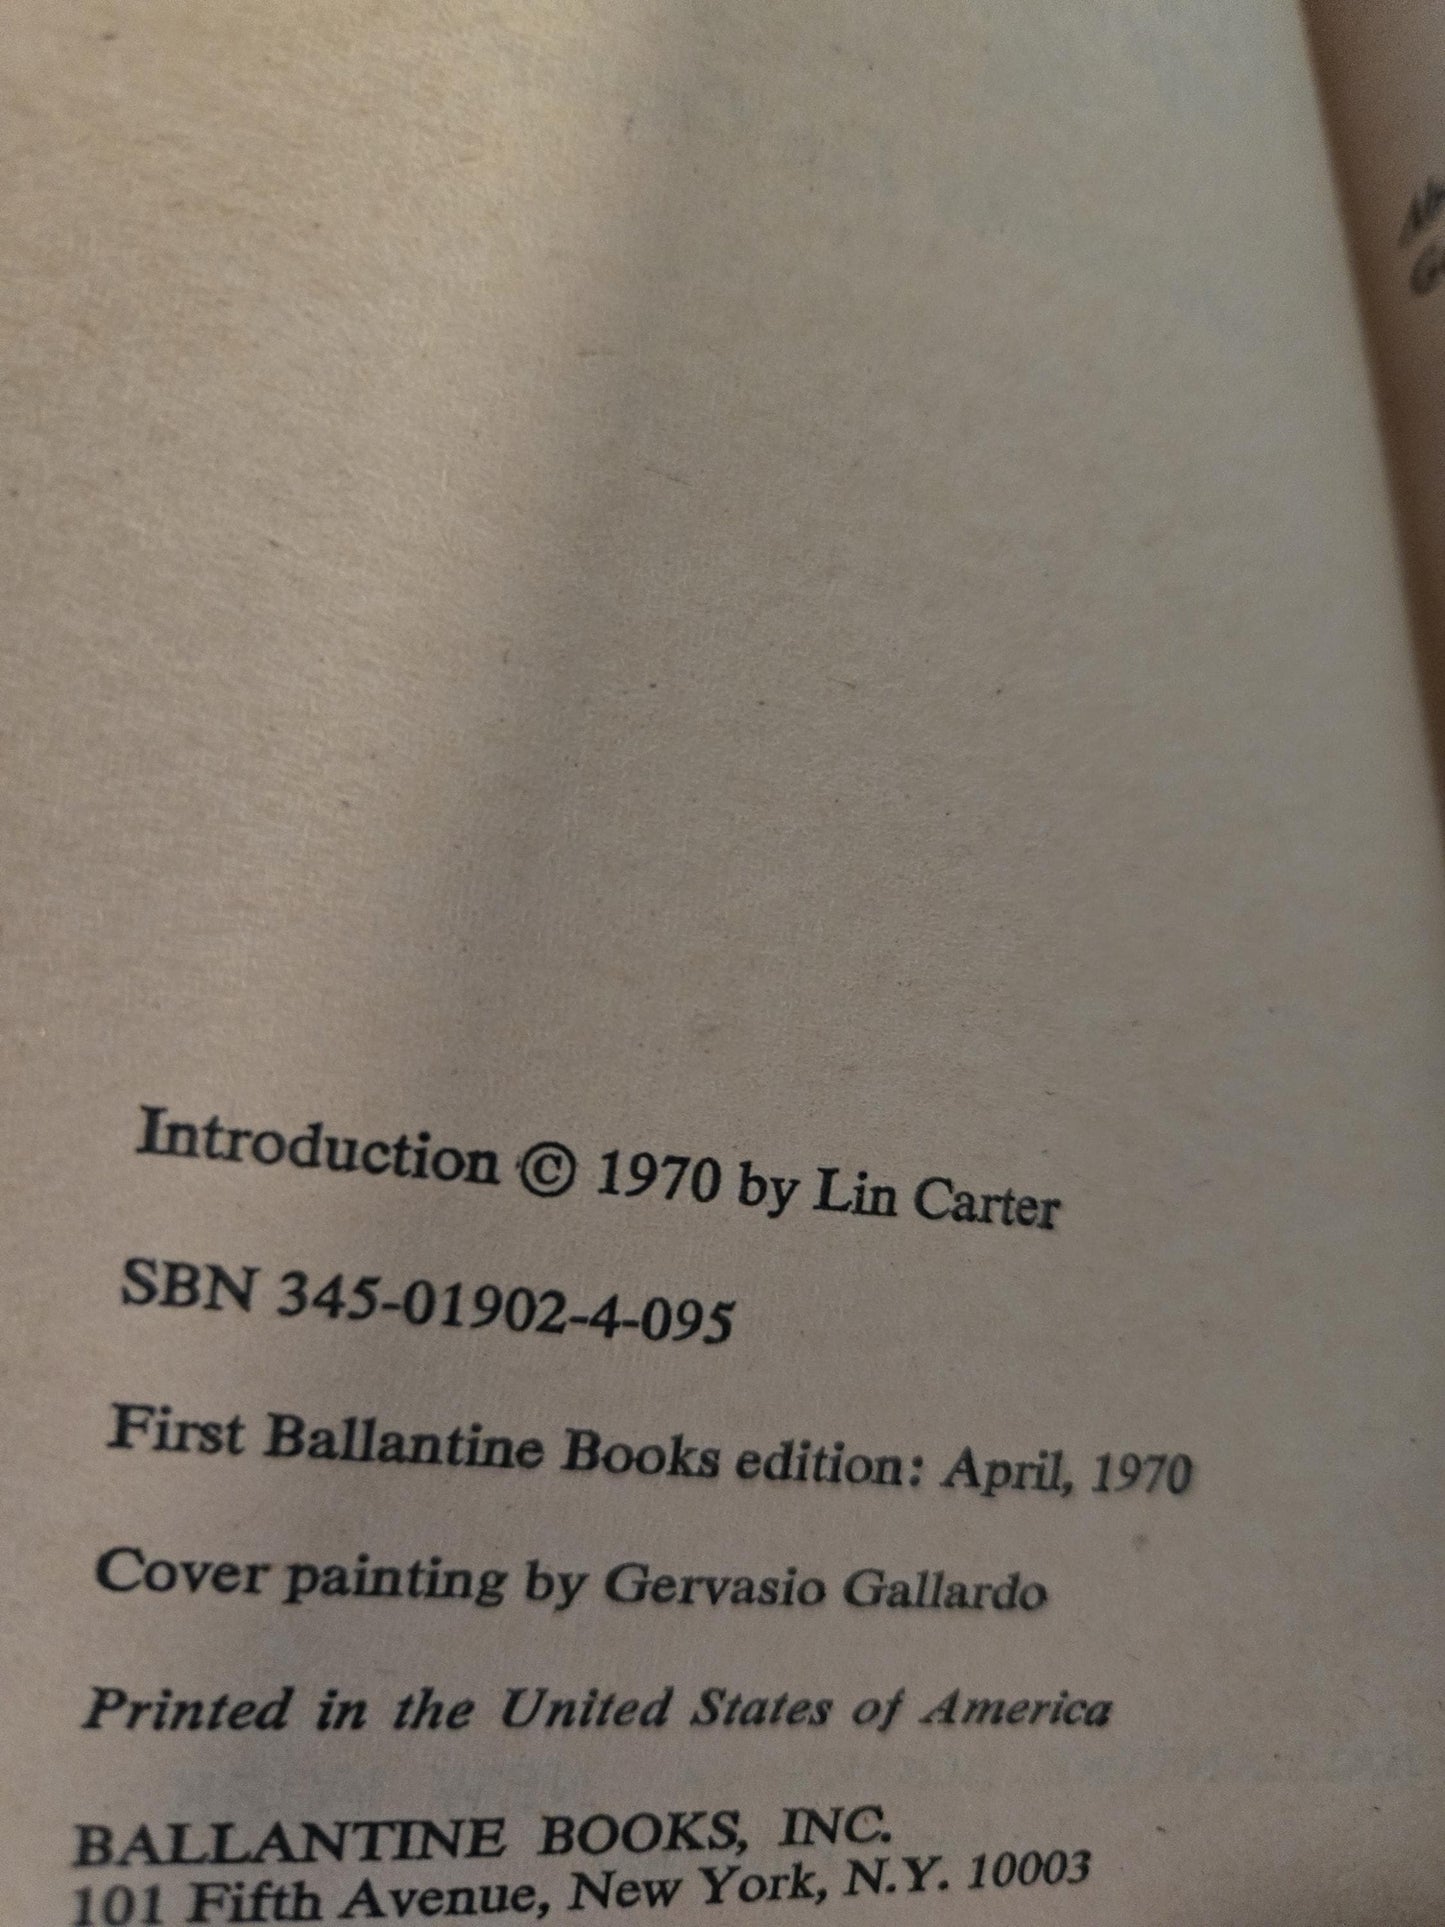 Introduction © 1970 by Lin Carter
SBN 345-01902-4-095
First Ballantine Books edition: April, 1970
Cover painting by Gervasio Gallardo
Printed in the United States of America
BALLANTINE BOOKS, INC.
101 Fifth Avenue, New York, N.Y. 10003